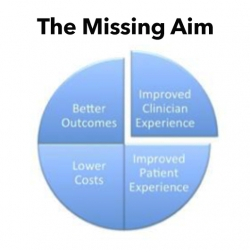 The Missing Aim
Better
Outcomes
Improved
Clinician
Experience
Lower
Costs
Improved
Patient
Experience